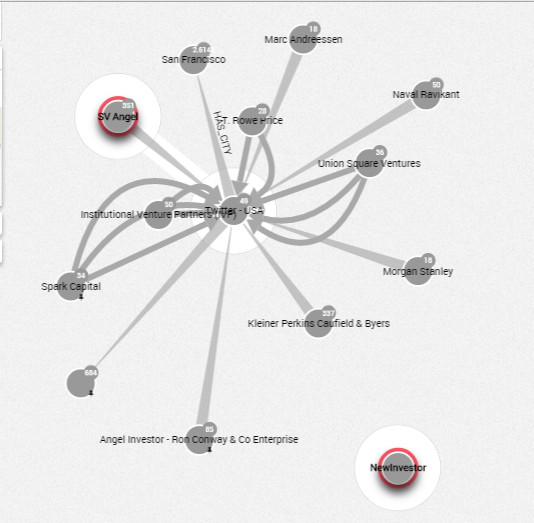 18
Marc Andreessen
2.614
San Francisco
50
Naval Ravikant
351
SV Angel
28
T. Rowe Price
HAS_CITY
36
Union Square Ventures
49
Twitter - USA
50
Institutional Venture Partners (IVP)
18
Morgan Stanley
34
Spark Capital
337
Kleiner Perkins Caufield & Byers
684
85
Angel Investor - Ron Conway & Co Enterprise
NewInvestor